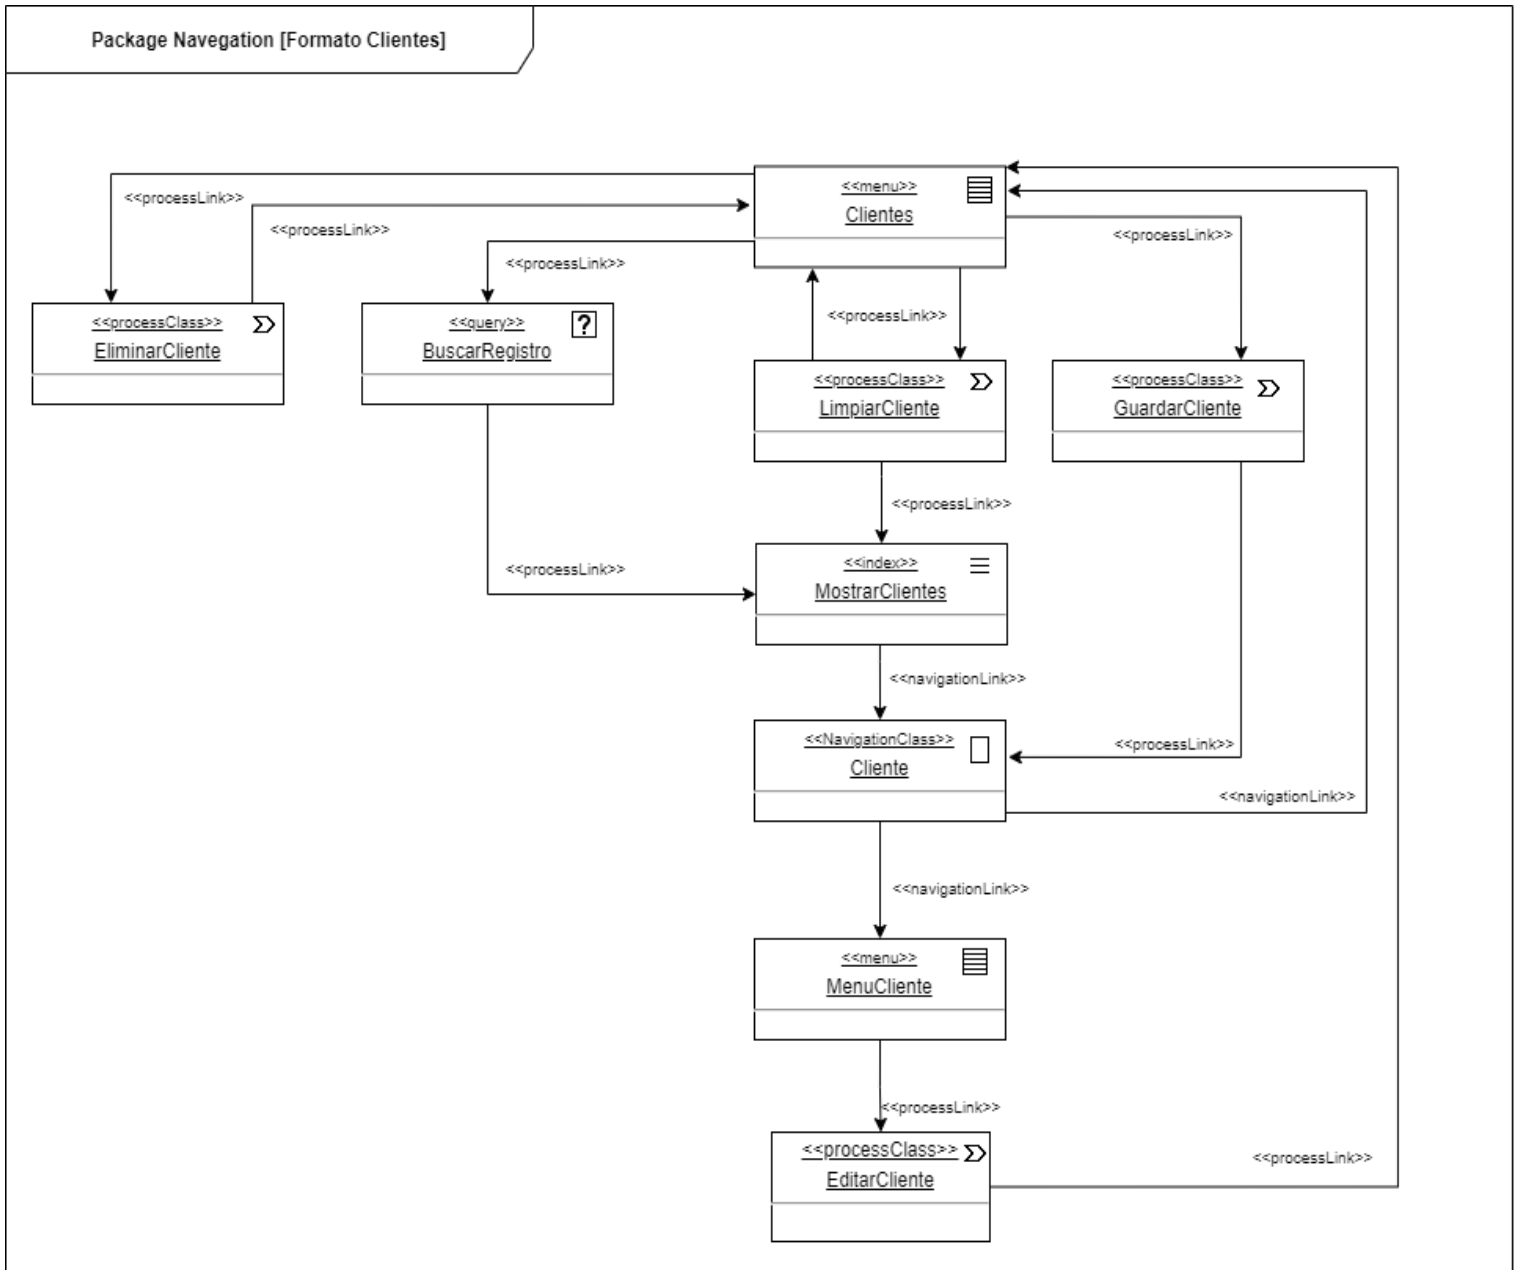 Package Navegation [Formato Clientes]
<<menu>>
Clientes
<<processLink>>
<<processLink>>
<<processLink>>
<<processLink>>
<<processLink>>
<<processClass>>
EliminarCliente
<<query>>
BuscarRegistro
<<processClass>>
LimpiarCliente
<<processClass>>
GuardarCliente
<<processLink>>
<<processLink>>
<<index>>
MostrarClientes
<<navigationLink>>
<<NavigationClass>>
Cliente
<<processLink>>
<<navigationLink>>
<<navigationLink>>
<<menu>>
MenuCliente
<<processLink>>
<<processClass>>
EditarCliente
<<processLink>>